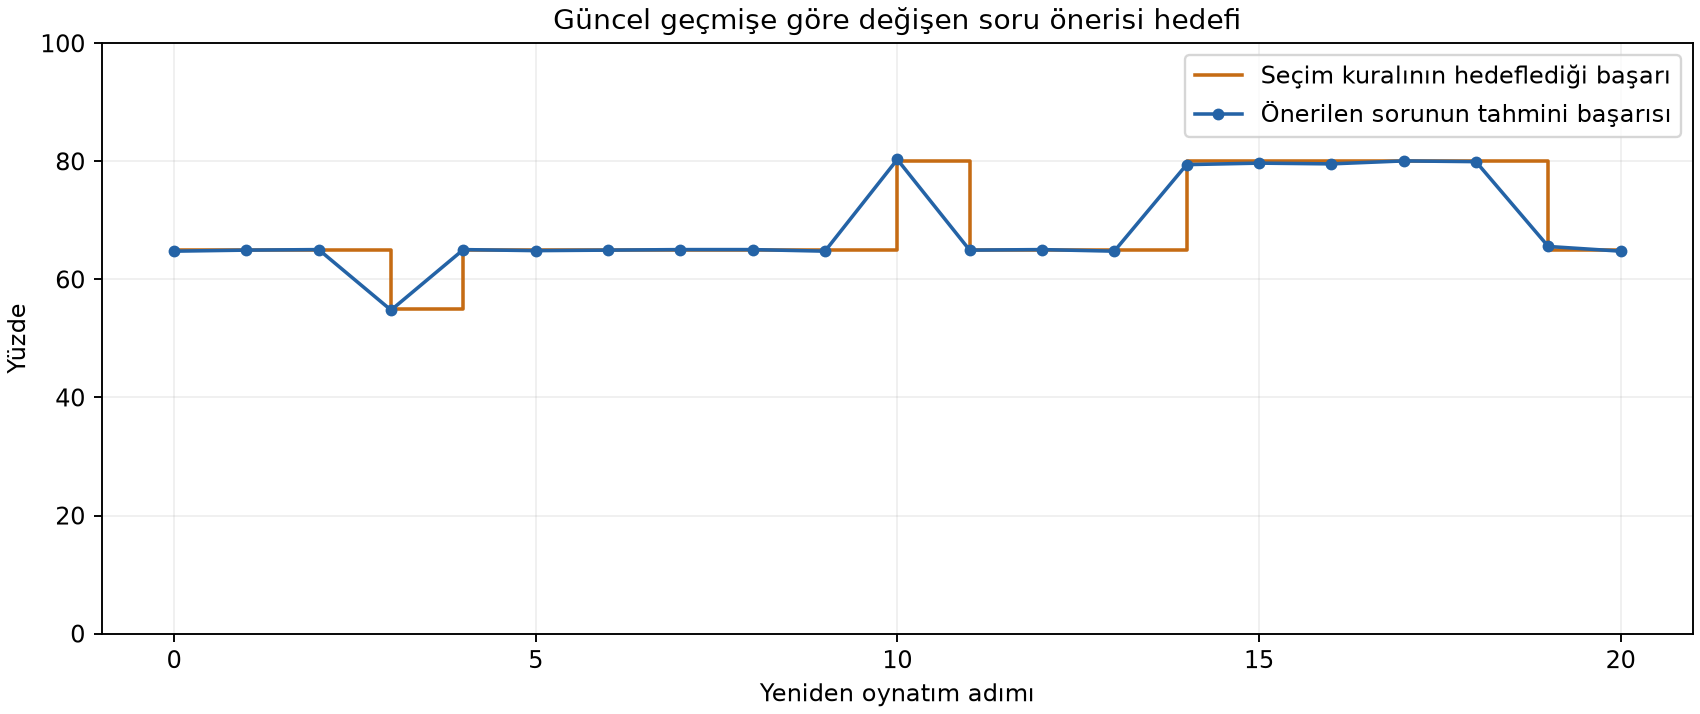 Güncel geçmişe göre değişen soru önerisi hedefi
Seçim kuralının hedeflediği başarı
Önerilen sorunun tahmini başarısı
Yüzde
100
80
60
40
20
0
0 5 10 15 20
Yeniden oynatım adımı